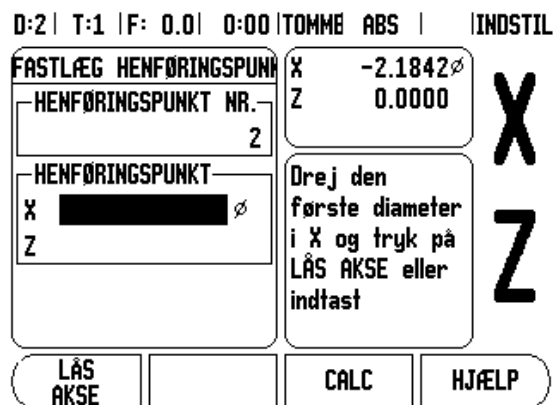 D:2 | T:1 | F: 0.0 | 0:00 | TOMME ABS | | INDSTIL
FASTLÆG HENFØRINGSPUNK
HENFØRINGSPUNKT NR.
2
HENFØRINGSPUNKT
X ø
Z
X -2.1842ø
Z 0.0000
Drej den
første diameter
i X og tryk på
LÅS AKSE eller
indtast
X
Z
LÅS
AKSE
CALC
HJÆLP